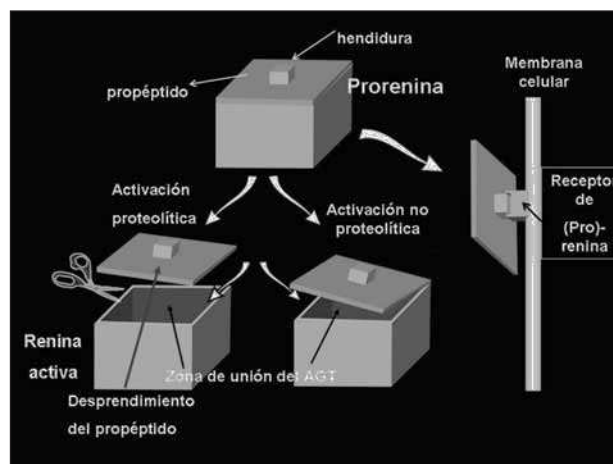 hendidura
propéptido
Prorenina
Membrana
celular
Receptor
de
(Pro)-
renina
Activación
proteolítica
Activación no
proteolítica
Renina
activa
Zona de unión del AGT
Desprendimiento
del propéptido